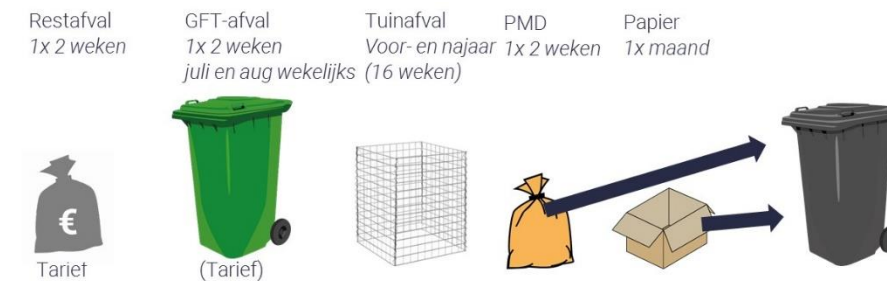 Restafval
1x 2 weken
GFT-afval
1x 2 weken
juli en aug wekelijks
Tuinafval
Voor- en najaar
(16 weken)
PMD
1x 2 weken
Papier
1x maand
€
Tariet
(Tarief)